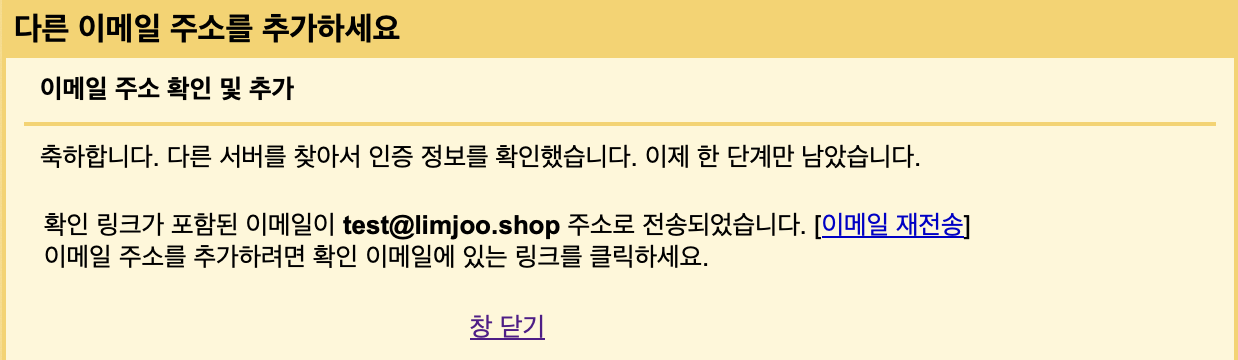 다른 이메일 주소를 추가하세요
이메일 주소 확인 및 추가
축하합니다. 다른 서버를 찾아서 인증 정보를 확인했습니다. 이제 한 단계만 남았습니다.
확인 링크가 포함된 이메일이 test@limjoo.shop 주소로 전송되었습니다. [이메일 재전송]
이메일 주소를 추가하려면 확인 이메일에 있는 링크를 클릭하세요.
창 닫기